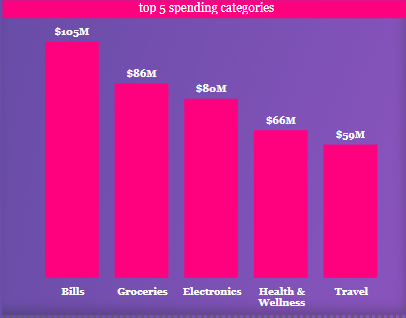 top 5 spending categories
$105M
$86M
$80M
$66M
$59M
Bills
Groceries
Electronics
Health &
Wellness
Travel